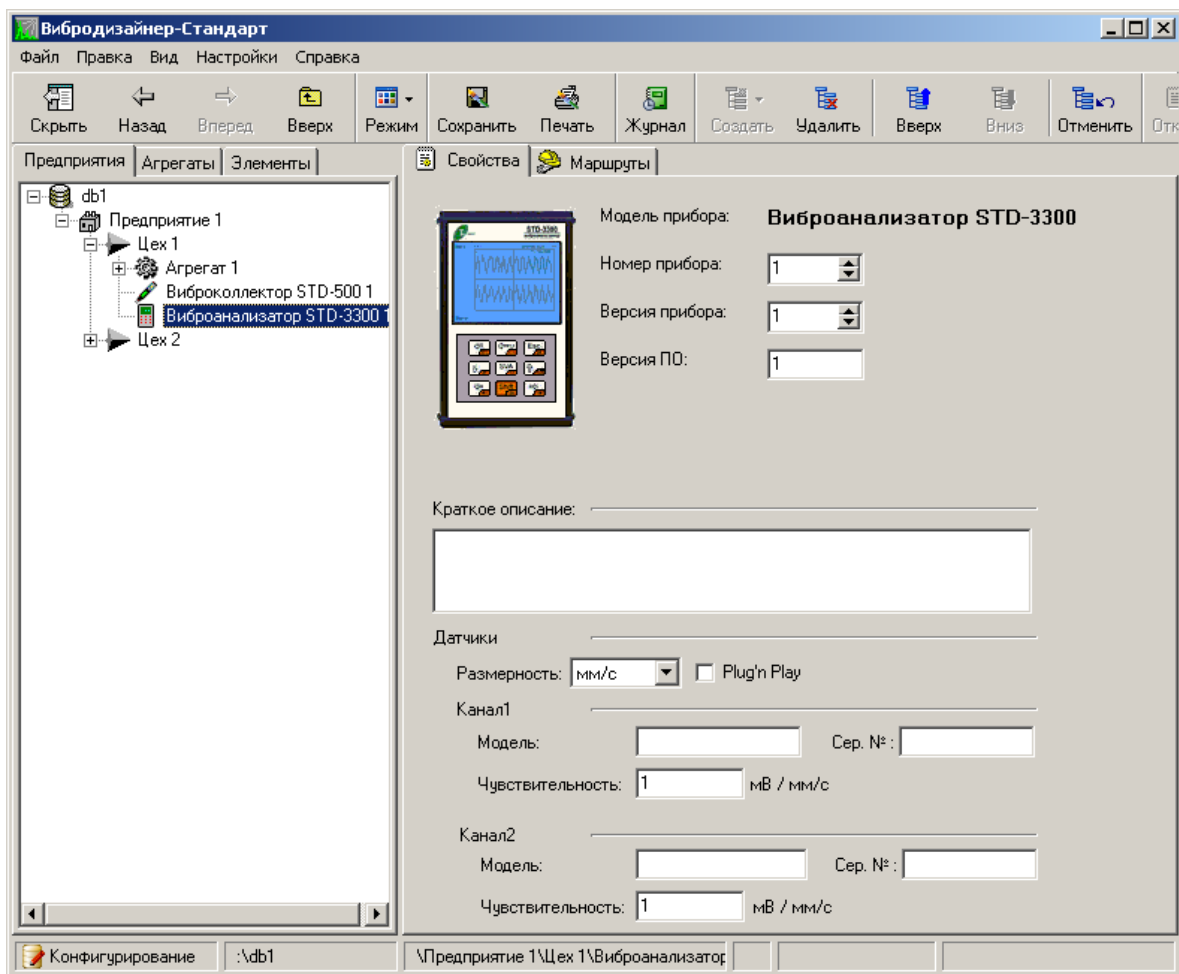 Вибродизайнер-Стандарт
Файл Правка Вид Настройки Справка
Скрыть Назад Вперед Вверх Режим Сохранить Печать Журнал Создать Удалить Вверх Вниз Отменить
Предприятия Агрегаты Элементы Свойства Маршруты
db1
Предприятие 1
Цех 1
Агрегат 1
Виброколлектор STD-500 1
Виброанализатор STD-3300 1
Цех 2
STD-3300
Модель прибора: Виброанализатор STD-3300
Номер прибора: 1
Версия прибора: 1
Версия ПО: 1
Краткое описание:
Датчики
Размерность: мм/с Plug'n Play
Канал1
Модель: Сер. №:
Чувствительность: 1 мВ / мм/с
Канал2
Модель: Сер. №:
Чувствительность: 1 мВ / мм/с
Конфигурирование :\db1 \Предприятие 1\Цех 1\Виброанализатор